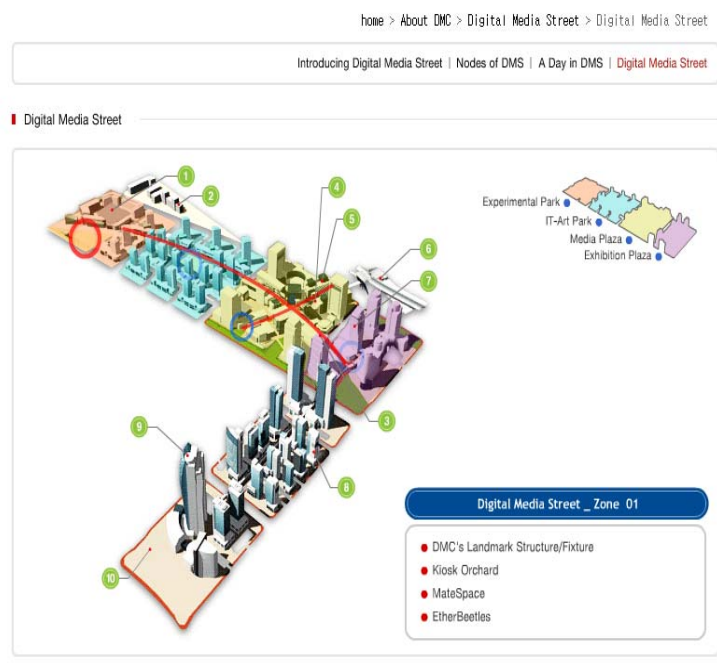 home > About DMC > Digital Media Street > Digital Media Street
Introducing Digital Media Street | Nodes of DMS | A Day in DMS | Digital Media Street
Digital Media Street
1
2
4
5
6
7
3
9
8
10
Experimental Park
IT-Art Park
Media Plaza
Exhibition Plaza
Digital Media Street _ Zone 01
DMC's Landmark Structure/Fixture
Kiosk Orchard
MateSpace
EtherBeetles